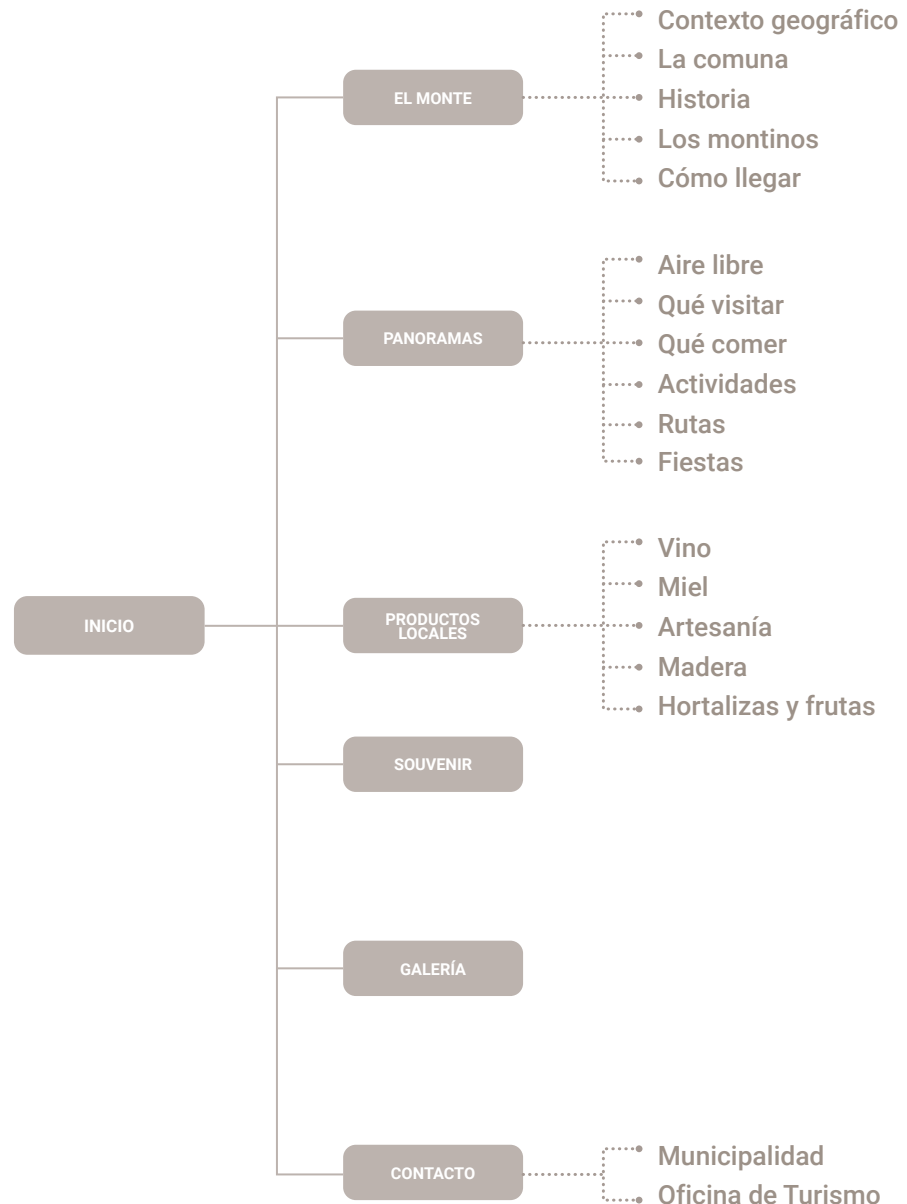 EL MONTE
Contexto geográfico
La comuna
Historia
Los montinos
Cómo llegar
PANORAMAS
Aire libre
Qué visitar
Qué comer
Actividades
Rutas
Fiestas
INICIO
PRODUCTOS
LOCALES
Vino
Miel
Artesanía
Madera
Hortalizas y frutas
SOUVENIR
GALERÍA
CONTACTO
Municipalidad
Oficina de Turismo